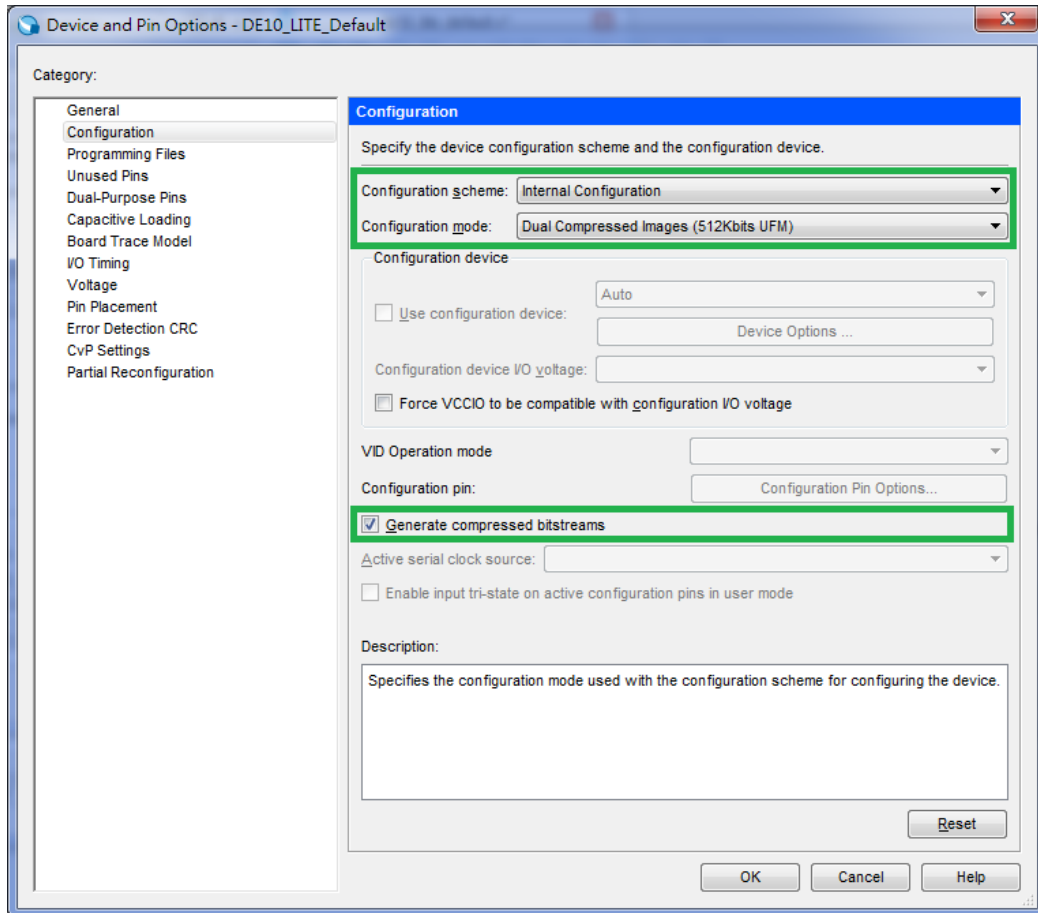 Device and Pin Options - DE10_LITE_Default
Category:
General
Configuration
Programming Files
Unused Pins
Dual-Purpose Pins
Capacitive Loading
Board Trace Model
I/O Timing
Voltage
Pin Placement
Error Detection CRC
CvP Settings
Partial Reconfiguration
Configuration
Specify the device configuration scheme and the configuration device.
Configuration scheme: Internal Configuration
Configuration mode: Dual Compressed Images (512Kbits UFM)
Configuration device
Use configuration device: Auto
Device Options ...
Configuration device I/O voltage:
Force VCCIO to be compatible with configuration I/O voltage
VID Operation mode
Configuration pin: Configuration Pin Options...
Generate compressed bitstreams
Active serial clock source:
Enable input tri-state on active configuration pins in user mode
Description:
Specifies the configuration mode used with the configuration scheme for configuring the device.
Reset
OK Cancel Help